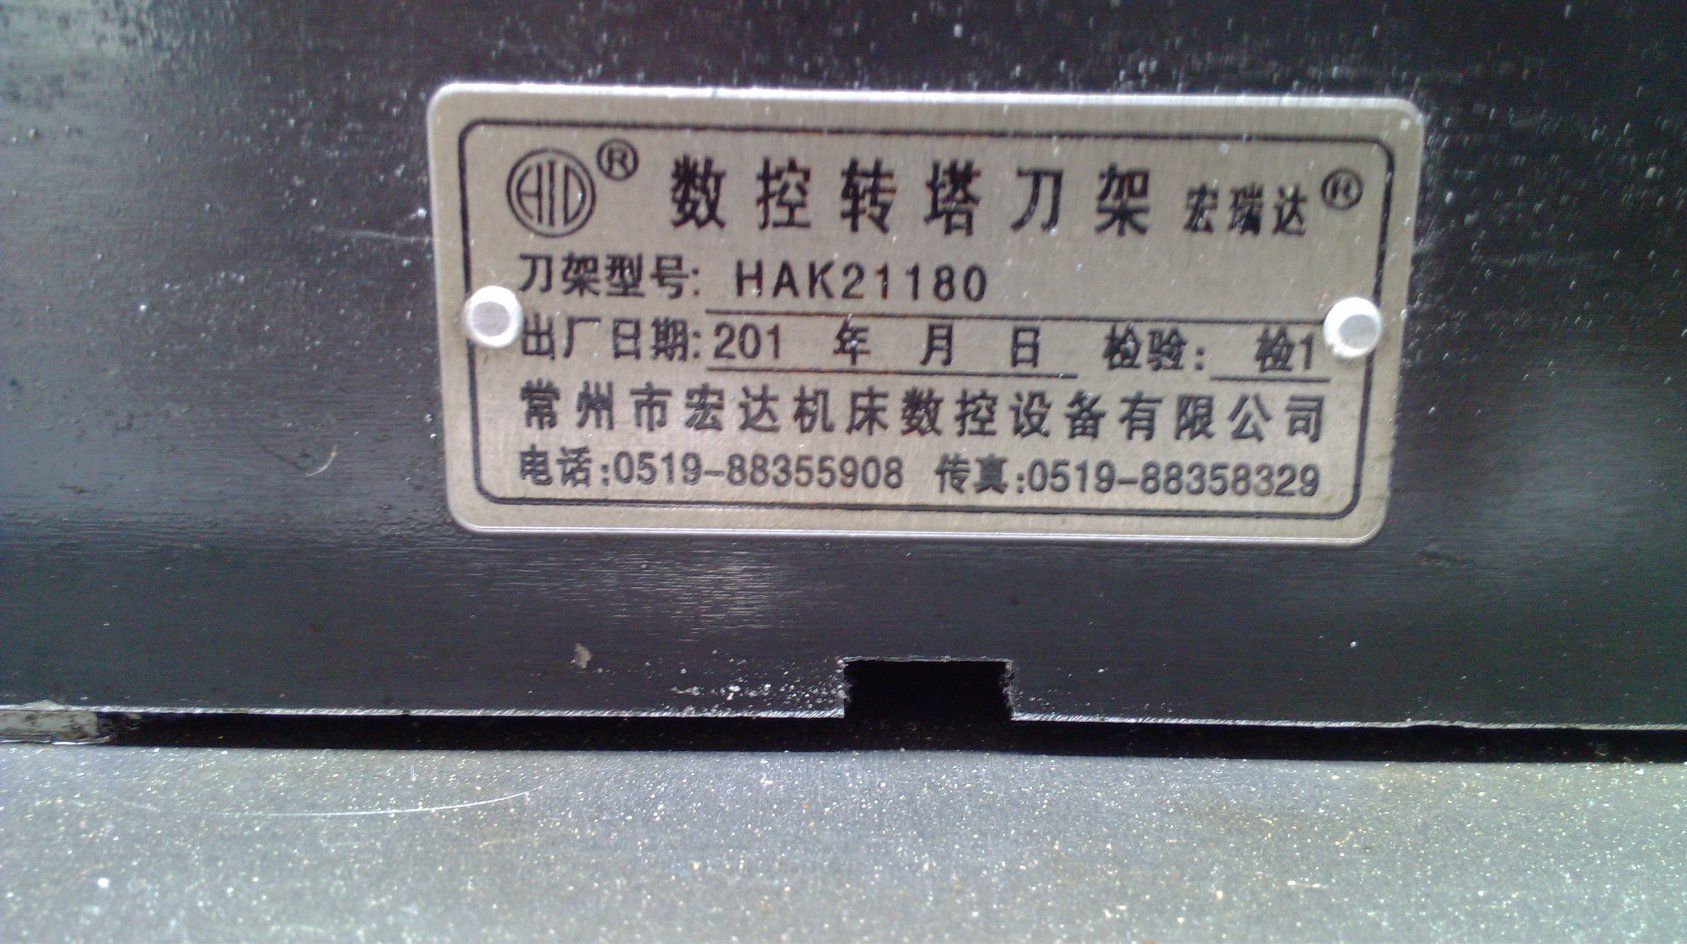 HID® 数控转塔刀架 宏瑞达®
刀架型号: HAK21180
出厂日期: 201 年 月 日 检验: 检1
常州市宏达机床数控设备有限公司
电话:0519-88355908 传真:0519-88358329